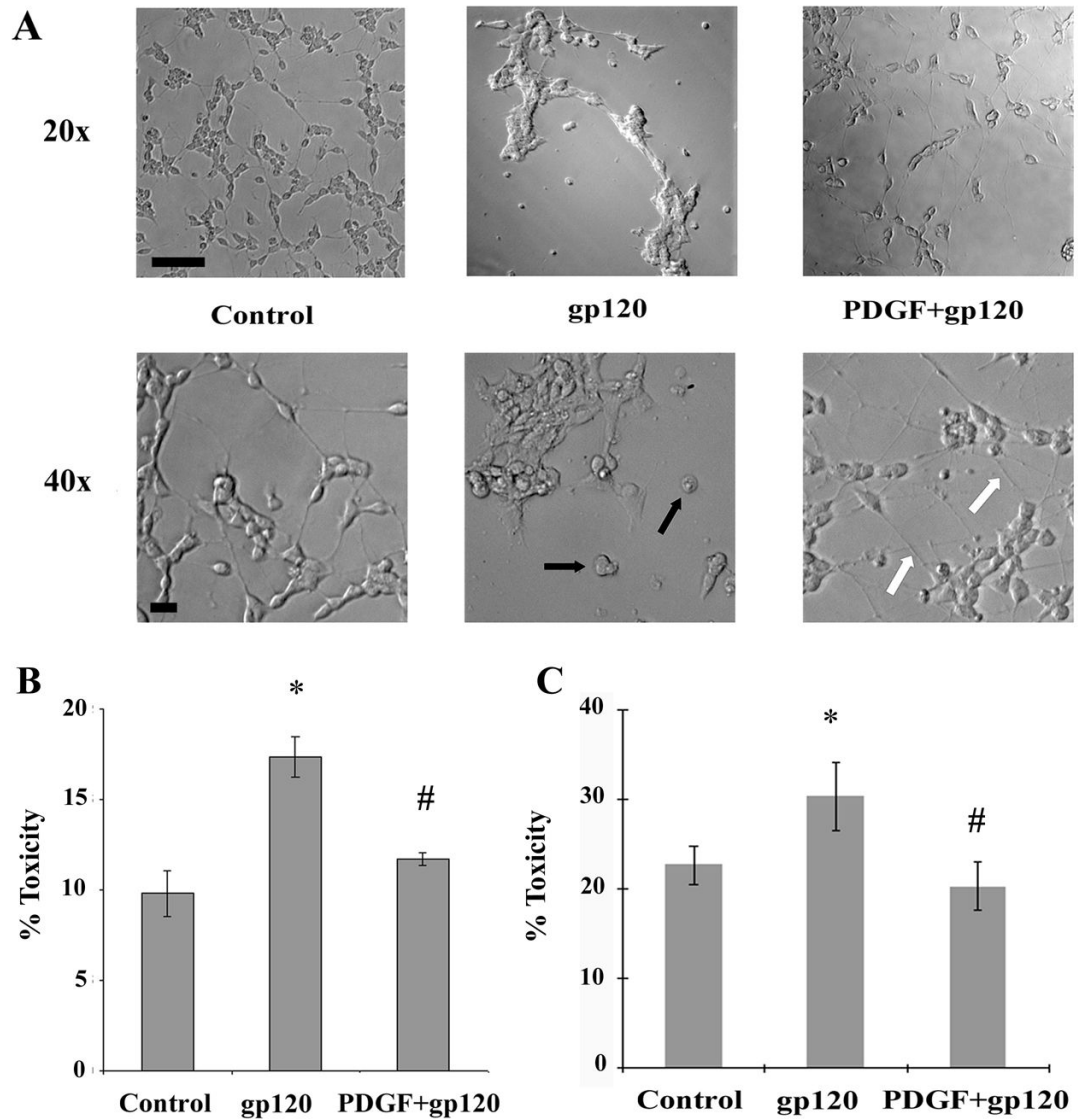 A
20x
Control
gp120
PDGF+gp120
40x
B
*
#
20
15
10
5
0
% Toxicity
Control
gp120
PDGF+gp120
C
*
#
40
30
20
10
0
% Toxicity
Control
gp120
PDGF+gp120